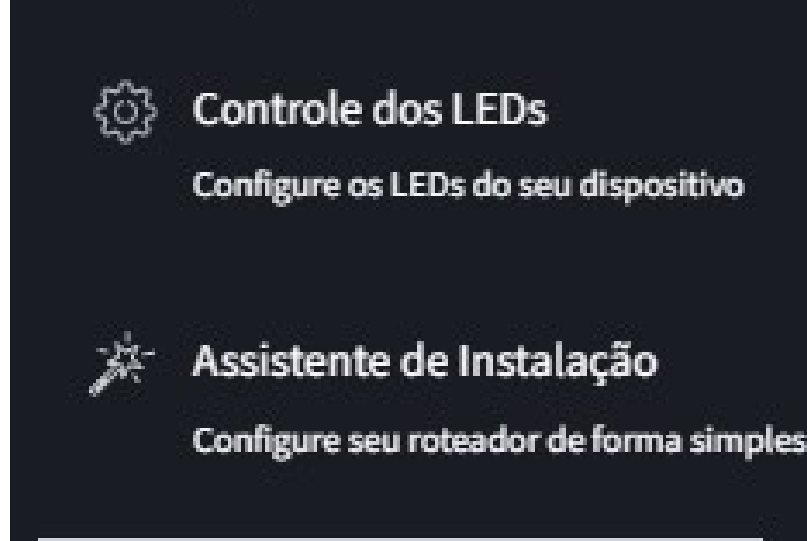 Controle dos LEDs
Configure os LEDs do seu dispositivo
Assistente de Instalação
Configure seu roteador de forma simples